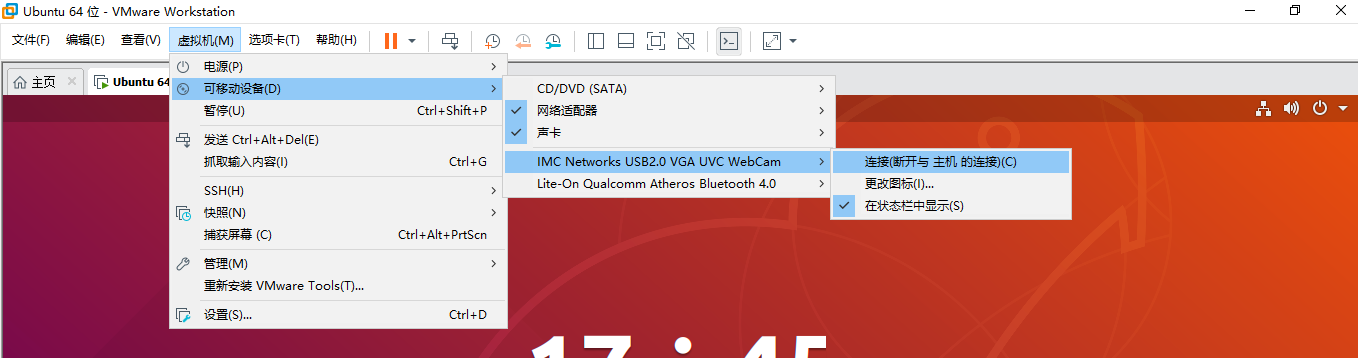 Ubuntu 64 位 - VMware Workstation
文件(F) 编辑(E) 查看(V) 虚拟机(M) 选项卡(T) 帮助(H)
主页 Ubuntu 64
电源(P)
可移动设备(D)
暂停(U) Ctrl+Shift+P
发送 Ctrl+Alt+Del(E)
抓取输入内容(I) Ctrl+G
SSH(H)
快照(N)
捕获屏幕 (C) Ctrl+Alt+PrtScn
管理(M)
重新安装 VMware Tools(T)...
设置(S)... Ctrl+D
CD/DVD (SATA)
网络适配器
声卡
IMC Networks USB2.0 VGA UVC WebCam
Lite-On Qualcomm Atheros Bluetooth 4.0
连接(断开与 主机 的连接)(C)
更改图标(I)...
在状态栏中显示(S)
17:45